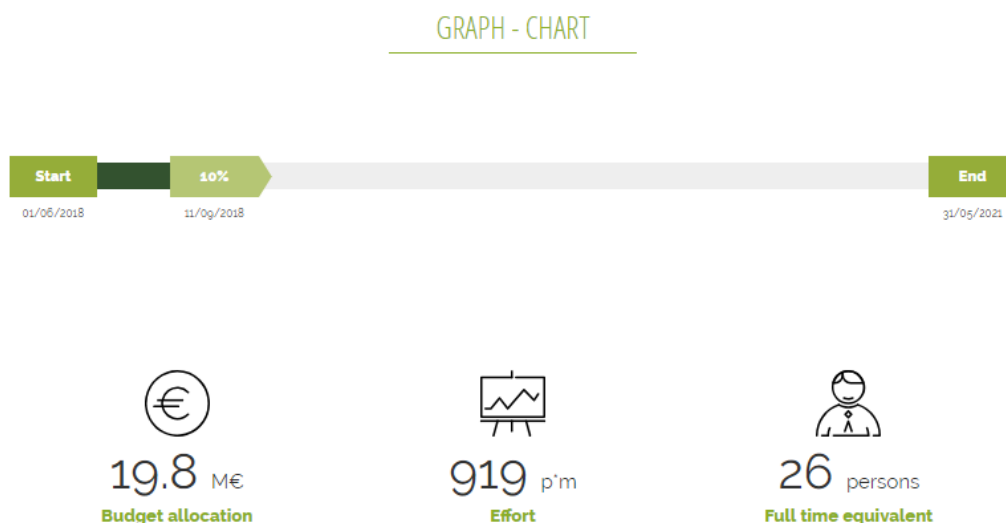 GRAPH - CHART
Start 10% End
01/06/2018 11/09/2018 31/05/2021
19.8 M€ 919 p*m 26 persons
Budget allocation Effort Full time equivalent